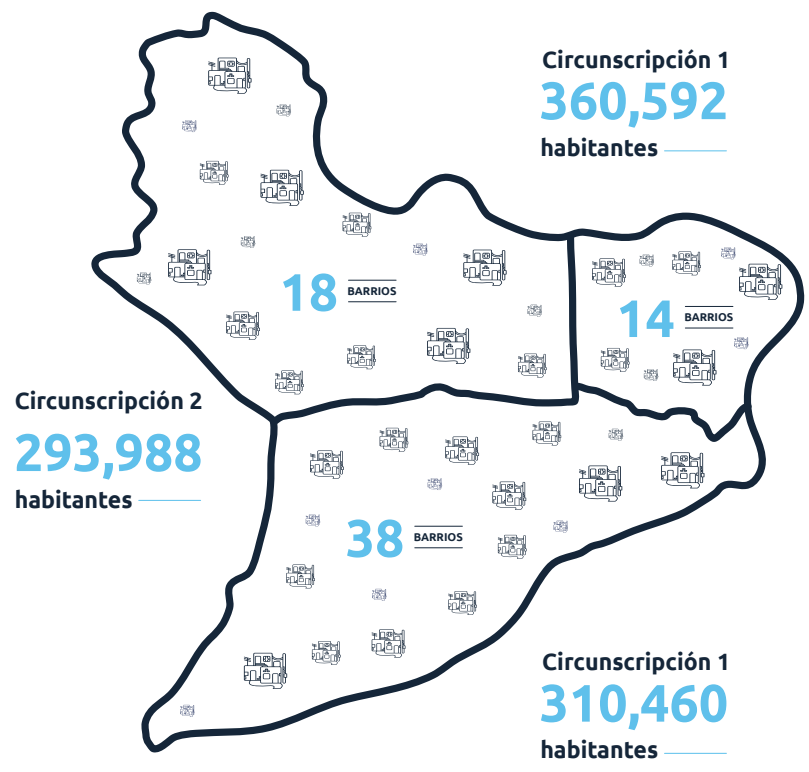 Circunscripción 1
360,592
habitantes
18 BARRIOS
14 BARRIOS
Circunscripción 2
293,988
habitantes
38 BARRIOS
Circunscripción 1
310,460
habitantes